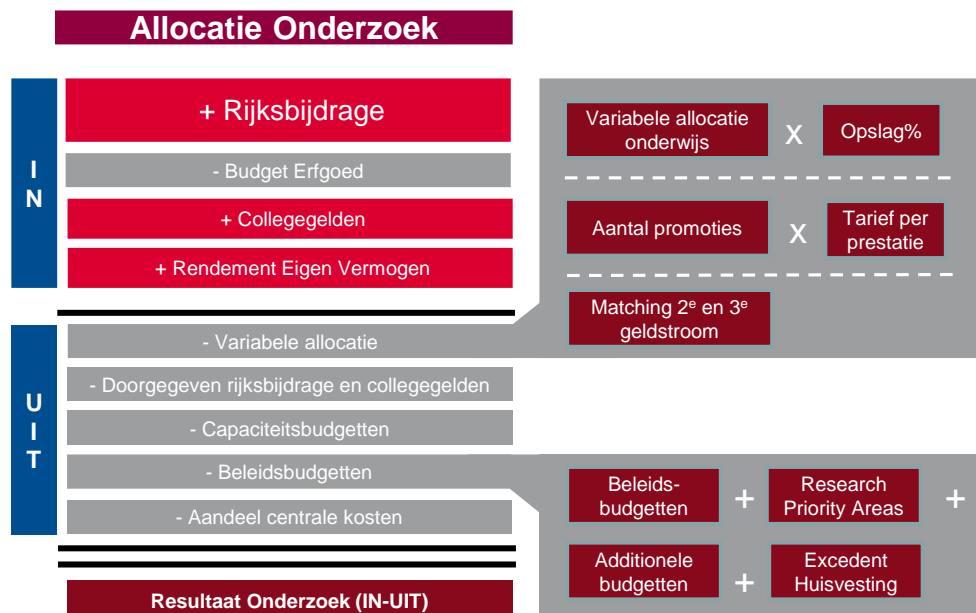 Allocatie Onderzoek
I
N
+ Rijksbijdrage
- Budget Erfgoed
+ Collegegelden
+ Rendement Eigen Vermogen
Variabele allocatie
onderwijs
x
Opslag%
Aantal promoties
x
Tarief per
prestatie
Matching 2e en 3e
geldstroom
U
I
T
- Variabele allocatie
- Doorgegeven rijksbijdrage en collegegelden
- Capaciteitsbudgetten
- Beleidsbudgetten
- Aandeel centrale kosten
Beleids-
budgetten
+
Research
Priority Areas
+
Additionele
budgetten
+
Excedent
Huisvesting
Resultaat Onderzoek (IN-UIT)